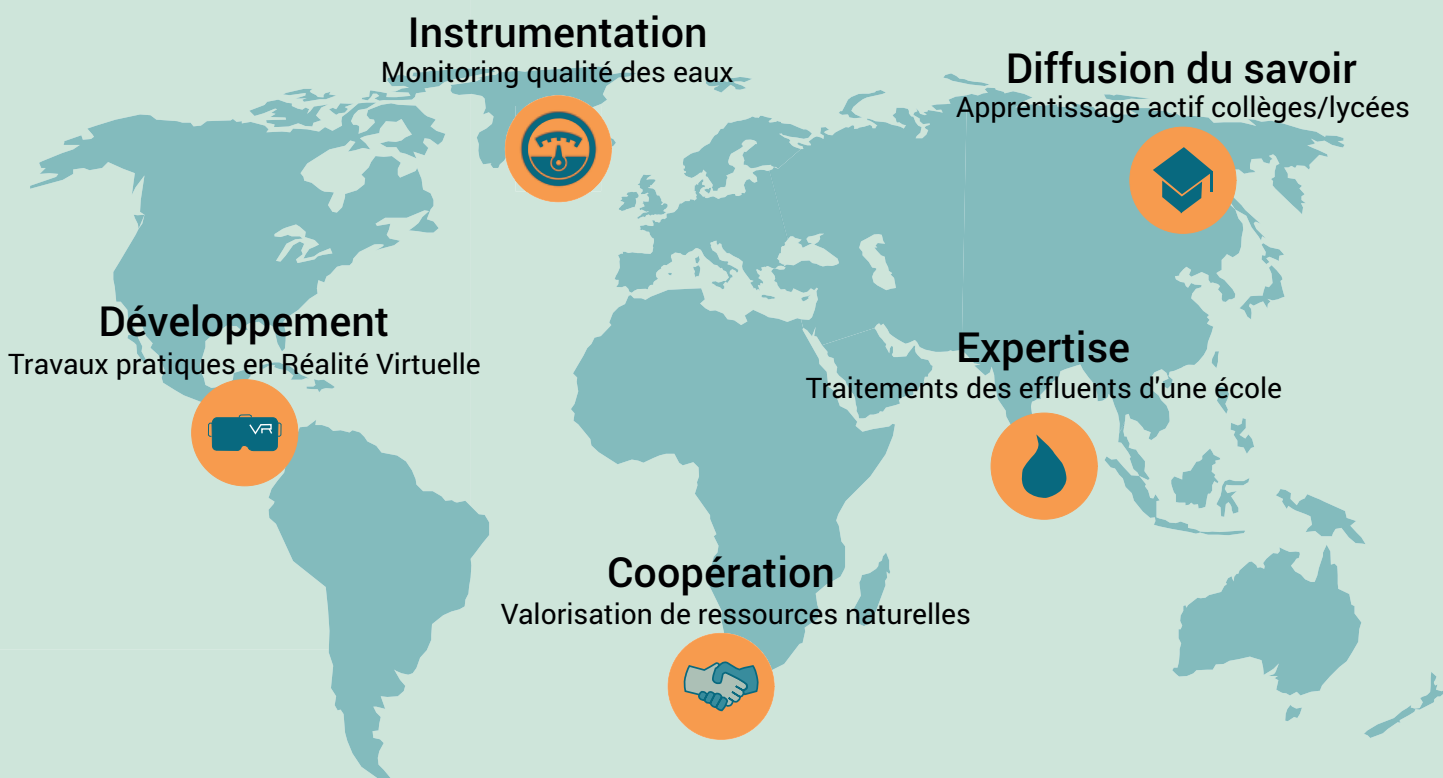 Instrumentation
Monitoring qualité des eaux
Diffusion du savoir
Apprentissage actif collèges/lycées
Développement
Travaux pratiques en Réalité Virtuelle
VR
Expertise
Traitements des effluents d'une école
Coopération
Valorisation de ressources naturelles